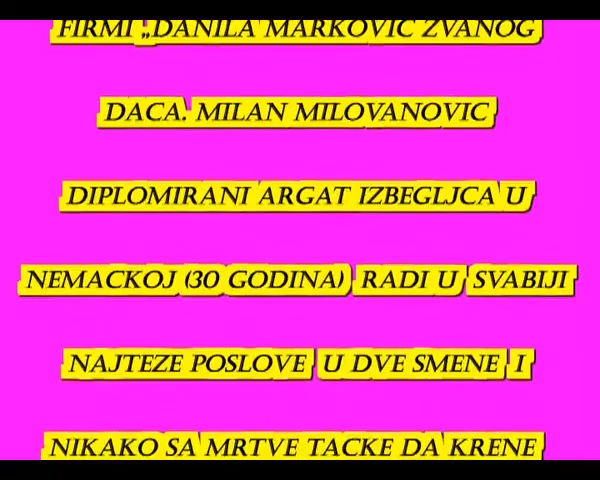 FIRMI „DANILA MARKOVIC ZVANOG
DACA. MILAN MILOVANOVIC
DIPLOMIRANI ARGAT IZBEGLJCA U
NEMACKOJ (30 GODINA) RADI U SVABIJI
NAJTEZE POSLOVE U DVE SMENE I
NIKAKO SA MRTVE TACKE DA KRENE